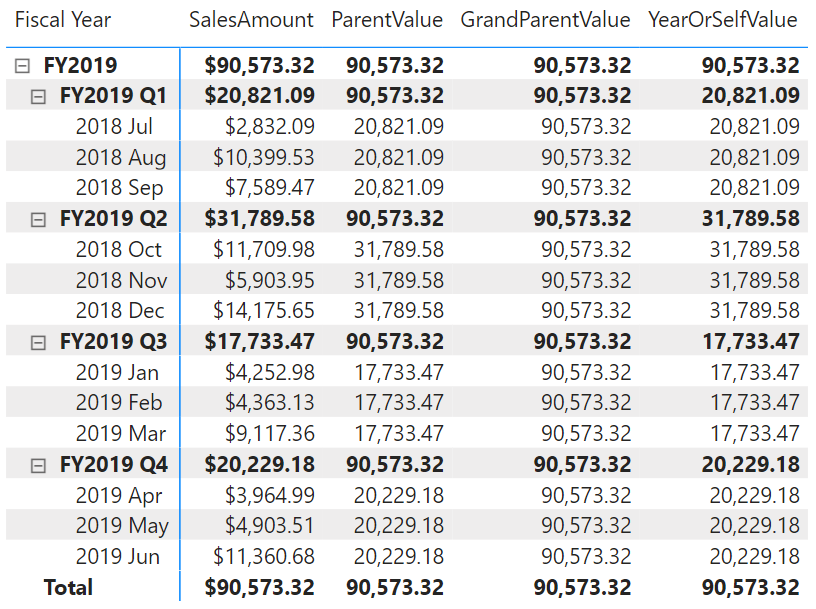 Fiscal Year SalesAmount ParentValue GrandParentValue YearOrSelfValue
FY2019 $90,573.32 90,573.32 90,573.32 90,573.32
FY2019 Q1 $20,821.09 90,573.32 90,573.32 20,821.09
2018 Jul $2,832.09 20,821.09 90,573.32 20,821.09
2018 Aug $10,399.53 20,821.09 90,573.32 20,821.09
2018 Sep $7,589.47 20,821.09 90,573.32 20,821.09
FY2019 Q2 $31,789.58 90,573.32 90,573.32 31,789.58
2018 Oct $11,709.98 31,789.58 90,573.32 31,789.58
2018 Nov $5,903.95 31,789.58 90,573.32 31,789.58
2018 Dec $14,175.65 31,789.58 90,573.32 31,789.58
FY2019 Q3 $17,733.47 90,573.32 90,573.32 17,733.47
2019 Jan $4,252.98 17,733.47 90,573.32 17,733.47
2019 Feb $4,363.13 17,733.47 90,573.32 17,733.47
2019 Mar $9,117.36 17,733.47 90,573.32 17,733.47
FY2019 Q4 $20,229.18 90,573.32 90,573.32 20,229.18
2019 Apr $3,964.99 20,229.18 90,573.32 20,229.18
2019 May $4,903.51 20,229.18 90,573.32 20,229.18
2019 Jun $11,360.68 20,229.18 90,573.32 20,229.18
Total $90,573.32 90,573.32 90,573.32 90,573.32